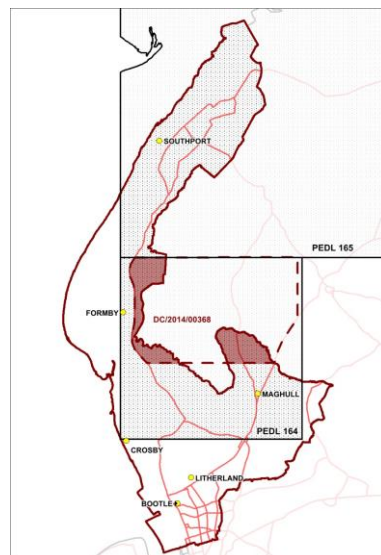 SOUTHPORT
PEDL 165
FORMBY
DC/2014/00368
MAGHULL
PEDL 164
CROSBY
LITHERLAND
BOOTLE